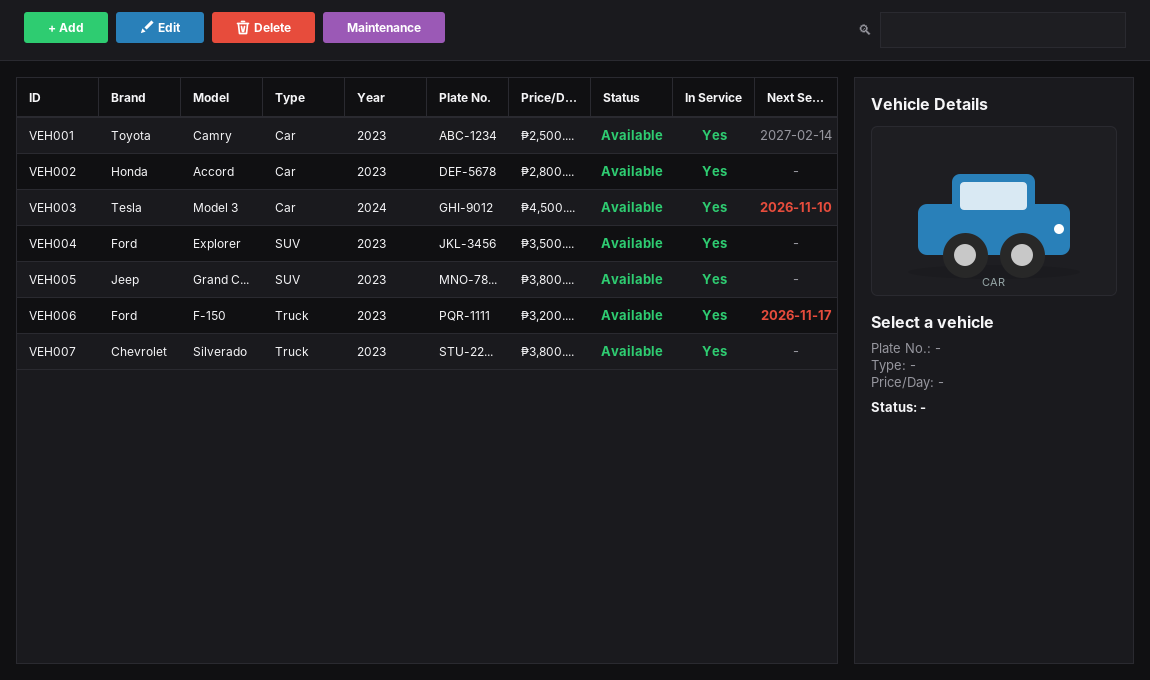 + Add Edit Delete Maintenance
ID Brand Model Type Year Plate No. Price/D... Status In Service Next Se...
VEH001 Toyota Camry Car 2023 ABC-1234 ₱2,500.... Available Yes 2027-02-14
VEH002 Honda Accord Car 2023 DEF-5678 ₱2,800.... Available Yes -
VEH003 Tesla Model 3 Car 2024 GHI-9012 ₱4,500.... Available Yes 2026-11-10
VEH004 Ford Explorer SUV 2023 JKL-3456 ₱3,500.... Available Yes -
VEH005 Jeep Grand C... SUV 2023 MNO-78... ₱3,800.... Available Yes -
VEH006 Ford F-150 Truck 2023 PQR-1111 ₱3,200.... Available Yes 2026-11-17
VEH007 Chevrolet Silverado Truck 2023 STU-22... ₱3,800.... Available Yes -
Vehicle Details
CAR
Select a vehicle
Plate No.: -
Type: -
Price/Day: -
Status: -